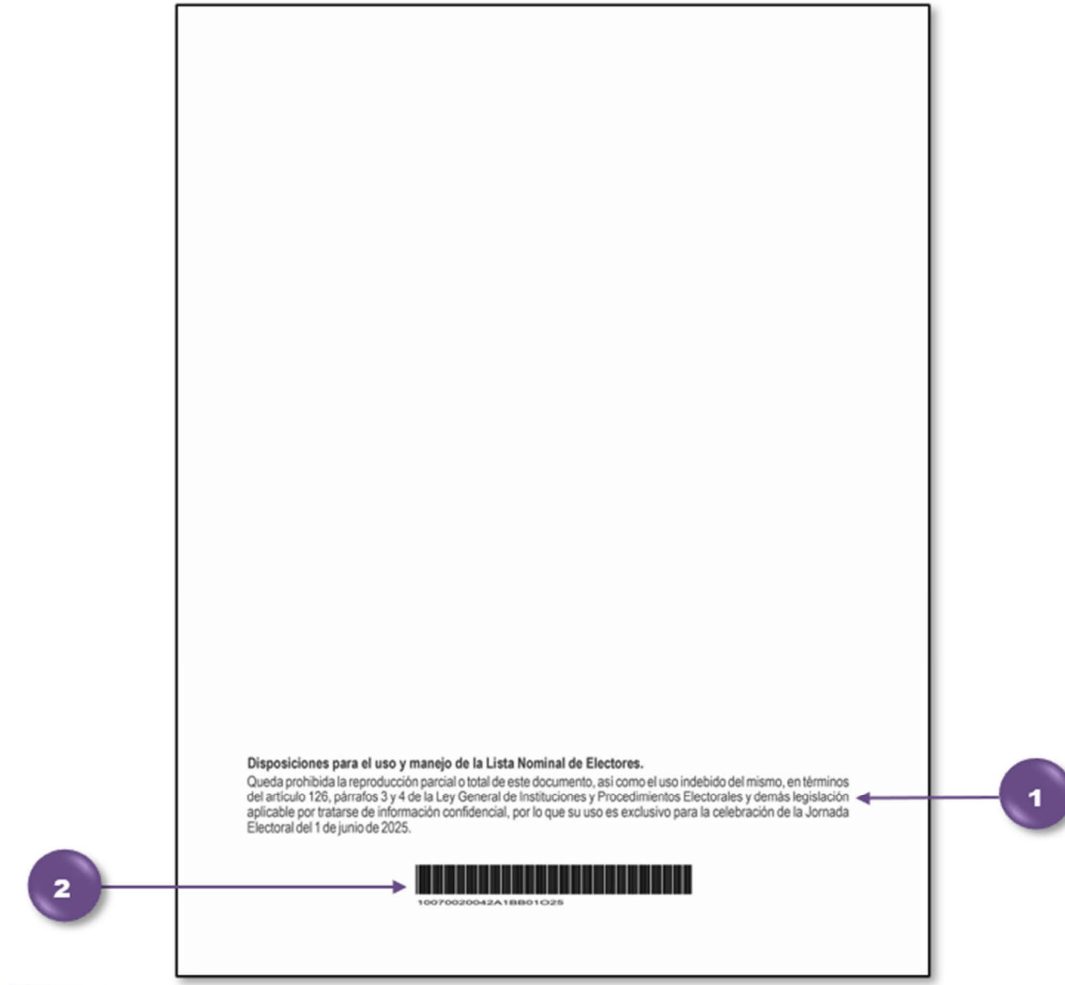 Disposiciones para el uso y manejo de la Lista Nominal de Electores.
Queda prohibida la reproducción parcial o total de este documento, así como el uso indebido del mismo, en términos
del artículo 126, párrafos 3 y 4 de la Ley General de Instituciones y Procedimientos Electorales y demás legislación
aplicable por tratarse de información confidencial, por lo que su uso es exclusivo para la celebración de la Jornada
Electoral del 1 de junio de 2025.
1
2
10070020042A1BB01O25